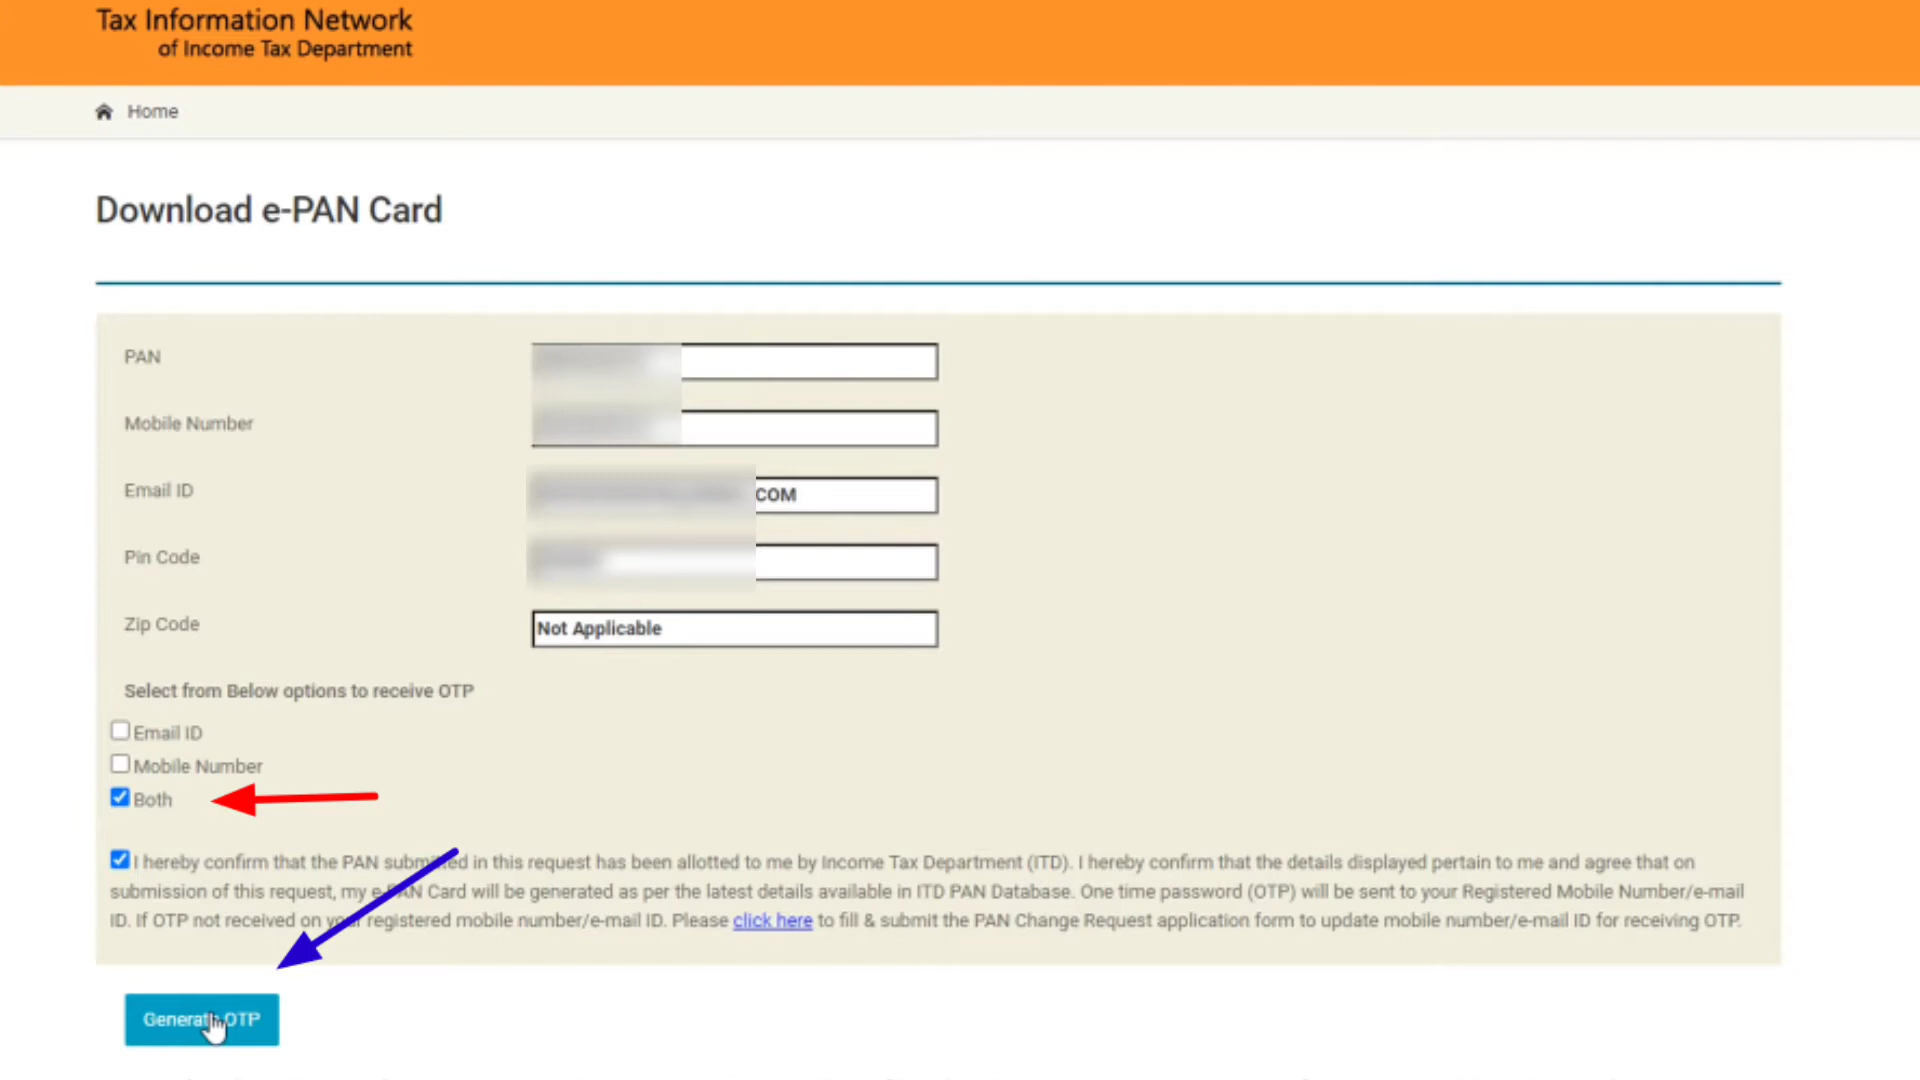 Tax Information Network
of Income Tax Department
Home
Download e-PAN Card
PAN
Mobile Number
Email ID
COM
Pin Code
Zip Code
Not Applicable
Select from Below options to receive OTP
Email ID
Mobile Number
Both
I hereby confirm that the PAN submitted in this request has been allotted to me by Income Tax Department (ITD). I hereby confirm that the details displayed pertain to me and agree that on
submission of this request, my e-PAN Card will be generated as per the latest details available in ITD PAN Database. One time password (OTP) will be sent to your Registered Mobile Number/e-mail
ID. If OTP not received on your registered mobile number/e-mail ID. Please click here to fill & submit the PAN Change Request application form to update mobile number/e-mail ID for receiving OTP.
Generate OTP